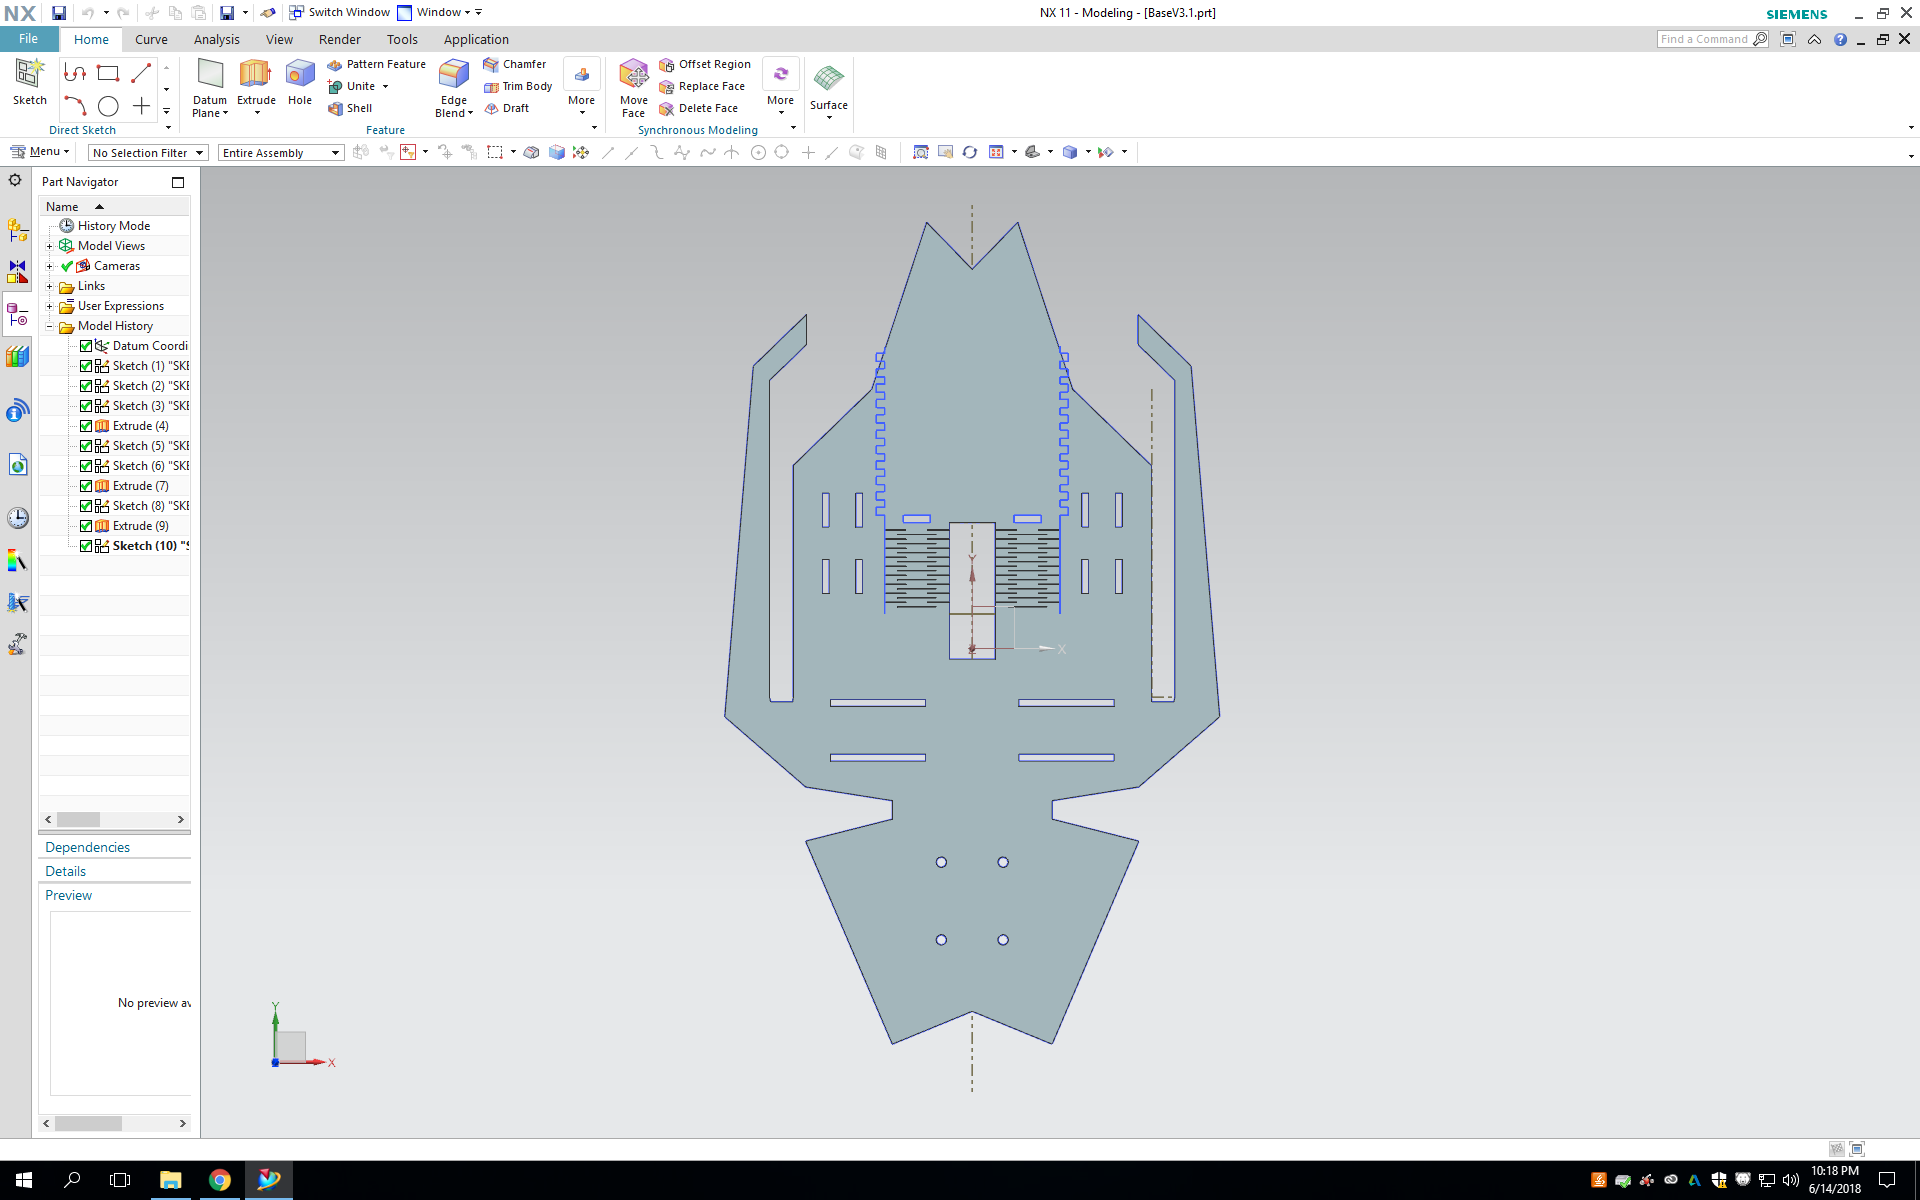 NX
Switch Window
Window
NX 11 - Modeling - [BaseV3.1.prt]
SIEMENS
File
Home
Curve
Analysis
View
Render
Tools
Application
Find a Command
Sketch
Direct Sketch
Datum
Plane
Extrude
Hole
Pattern Feature
Unite
Shell
Edge
Blend
Chamfer
Trim Body
Draft
More
Feature
Move
Face
Offset Region
Replace Face
Delete Face
More
Synchronous Modeling
Surface
Menu
No Selection Filter
Entire Assembly
Part Navigator
Name
History Mode
Model Views
Cameras
Links
User Expressions
Model History
Datum Coordi
Sketch (1) "SKE
Sketch (2) "SKE
Sketch (3) "SKE
Extrude (4)
Sketch (5) "SKE
Sketch (6) "SKE
Extrude (7)
Sketch (8) "SKE
Extrude (9)
Sketch (10) "S
Dependencies
Details
Preview
No preview av
Y
X
Y
X
Z
10:18 PM
6/14/2018